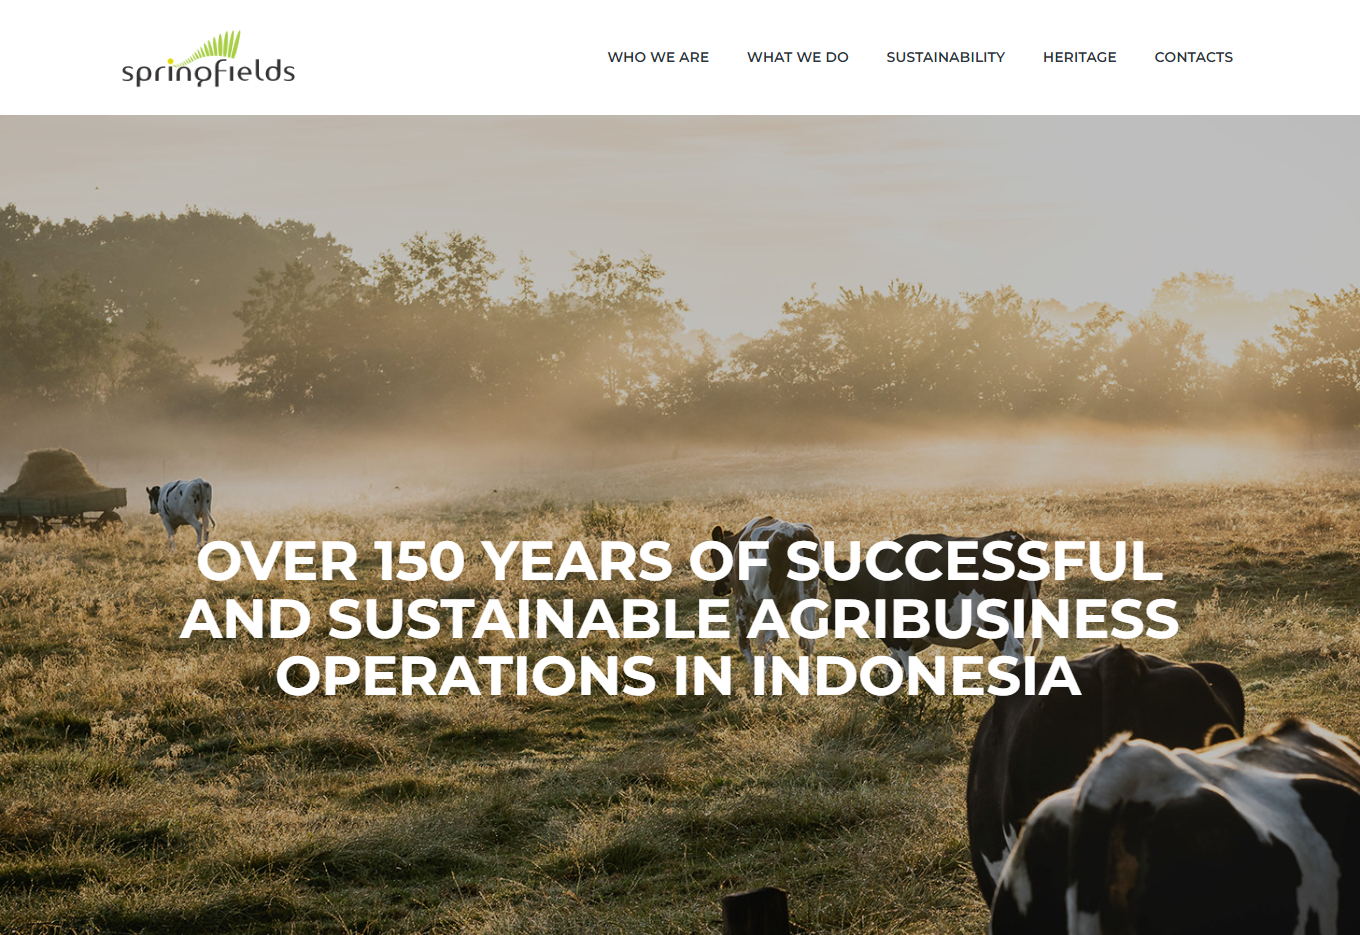 springfields
WHO WE ARE
WHAT WE DO
SUSTAINABILITY
HERITAGE
CONTACTS
OVER 150 YEARS OF SUCCESSFUL
AND SUSTAINABLE AGRIBUSINESS
OPERATIONS IN INDONESIA